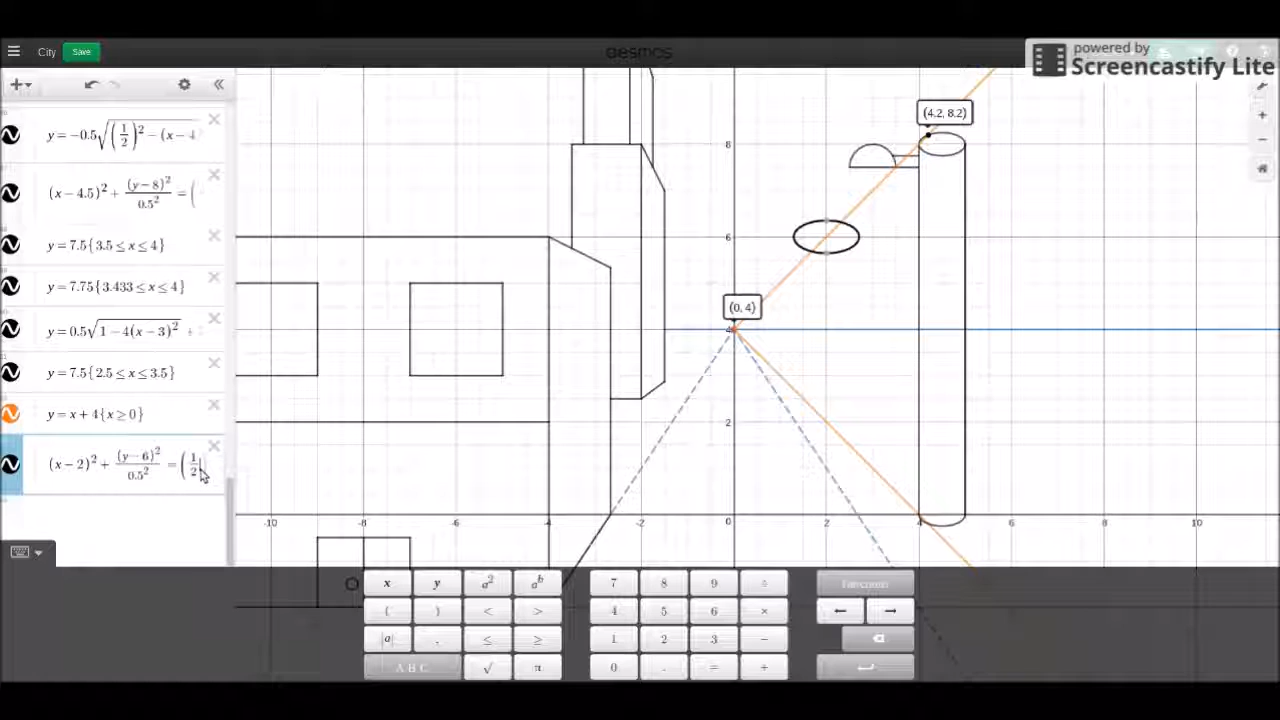 powered by
Screencastify Lite
City Save desmos
y = −0.5√((1/2)² − (x − 4
(x − 4.5)² + (y − 8)²/0.5² = (
y = 7.5 {3.5 ≤ x ≤ 4}
y = 7.75 {3.433 ≤ x ≤ 4}
y = 0.5√(1 − 4(x − 3)²) +
y = 7.5 {2.5 ≤ x ≤ 3.5}
y = x + 4 {x ≥ 0}
(x − 2)² + (y − 6)²/0.5² = (1/2
(4.2, 8.2)
(0, 4)
8
6
4
2
-10 -8 -6 -4 -2 0 2 4 6 8 10
x y a² aᵇ 7 8 9 ÷ Functions
( ) < > 4 5 6 × ← →
|a| , ≤ ≥ 1 2 3 −
A B C √ π 0 . = +